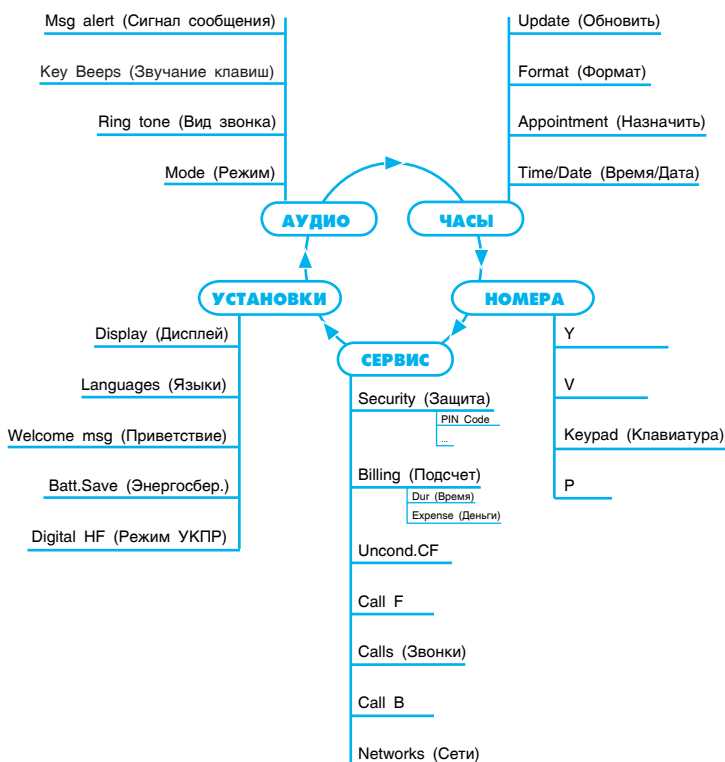 Msg alert (Сигнал сообщения)
Key Beeps (Звучание клавиш)
Ring tone (Вид звонка)
Mode (Режим)
АУДИО
Update (Обновить)
Format (Формат)
Appointment (Назначить)
Time/Date (Время/Дата)
ЧАСЫ
УСТАНОВКИ
Display (Дисплей)
Languages (Языки)
Welcome msg (Приветствие)
Batt.Save (Энергосбер.)
Digital HF (Режим УКПР)
СЕРВИС
Security (Защита)
PIN Code
...
Billing (Подсчет)
Dur (Время)
Expense (Деньги)
Uncond.CF
Call F
Calls (Звонки)
Call B
Networks (Сети)
НОМЕРА
Y
V
Keypad (Клавиатура)
P